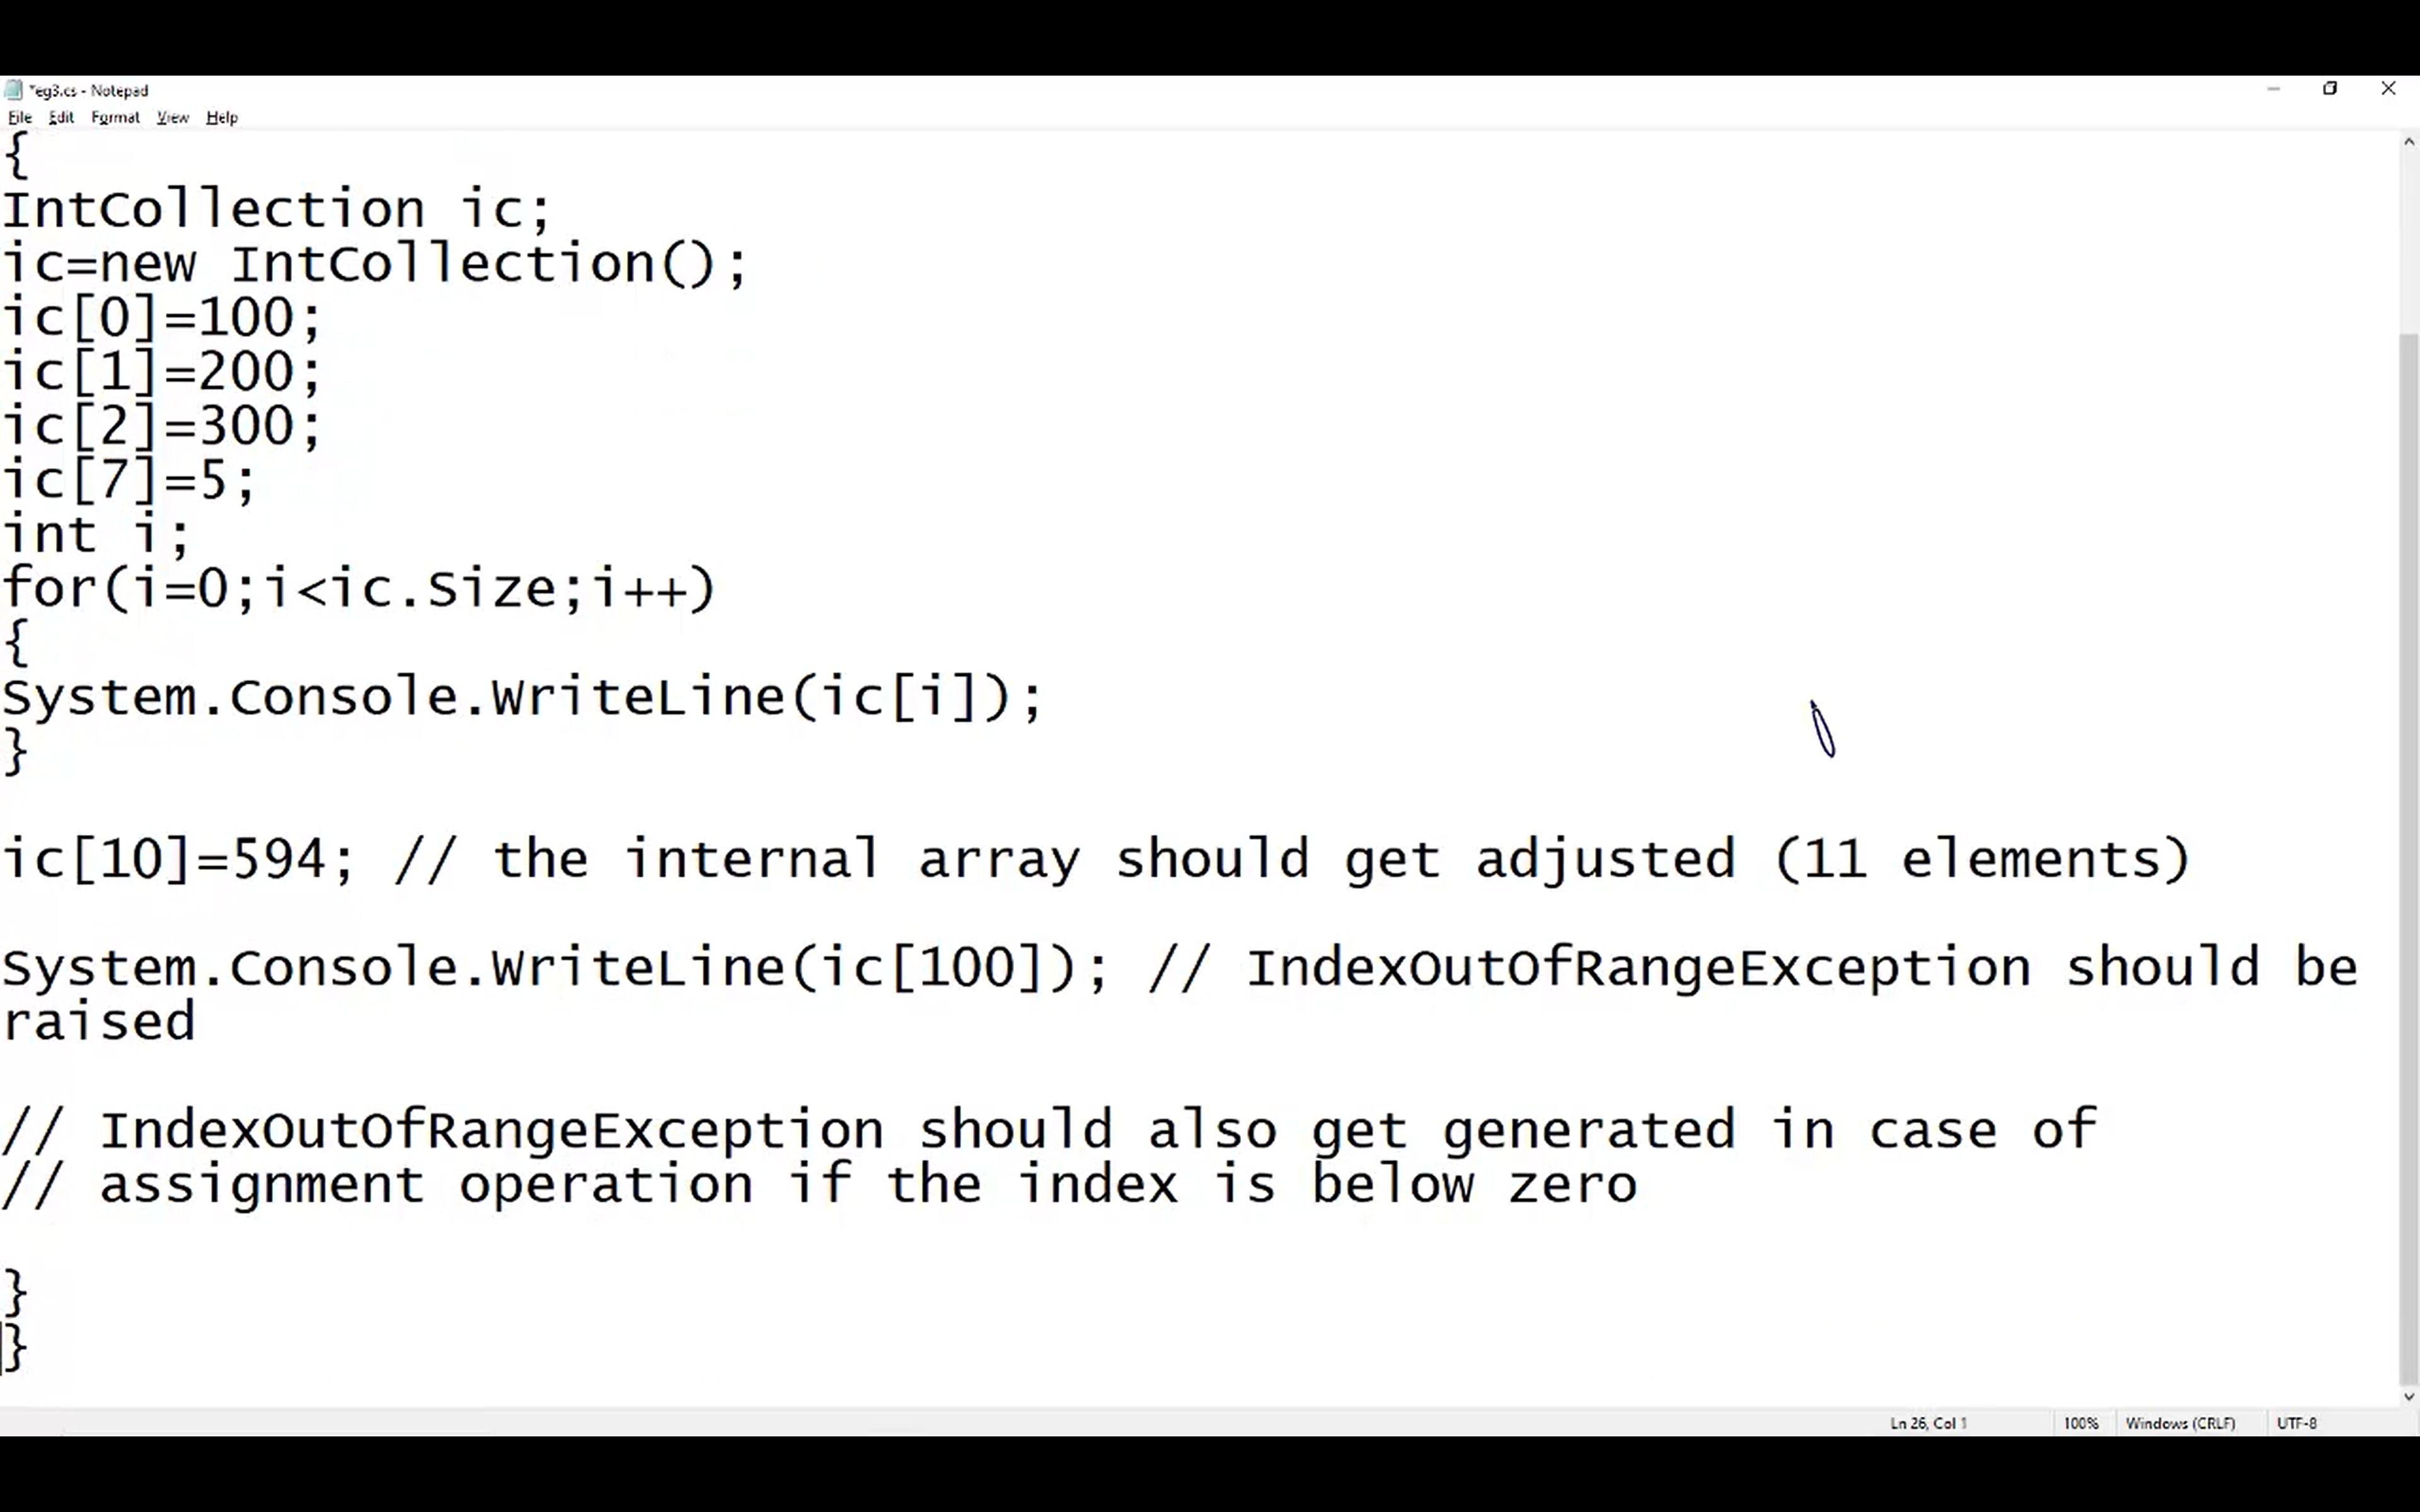 *eg3.cs - Notepad
File Edit Format View Help
{
IntCollection ic;
ic=new IntCollection();
ic[0]=100;
ic[1]=200;
ic[2]=300;
ic[7]=5;
int i;
for(i=0;i<ic.Size;i++)
{
System.Console.WriteLine(ic[i]);
}
ic[10]=594; // the internal array should get adjusted (11 elements)
System.Console.WriteLine(ic[100]); // IndexOutOfRangeException should be
raised
// IndexOutOfRangeException should also get generated in case of
// assignment operation if the index is below zero
}
}
Ln 26, Col 1 100% Windows (CRLF) UTF-8